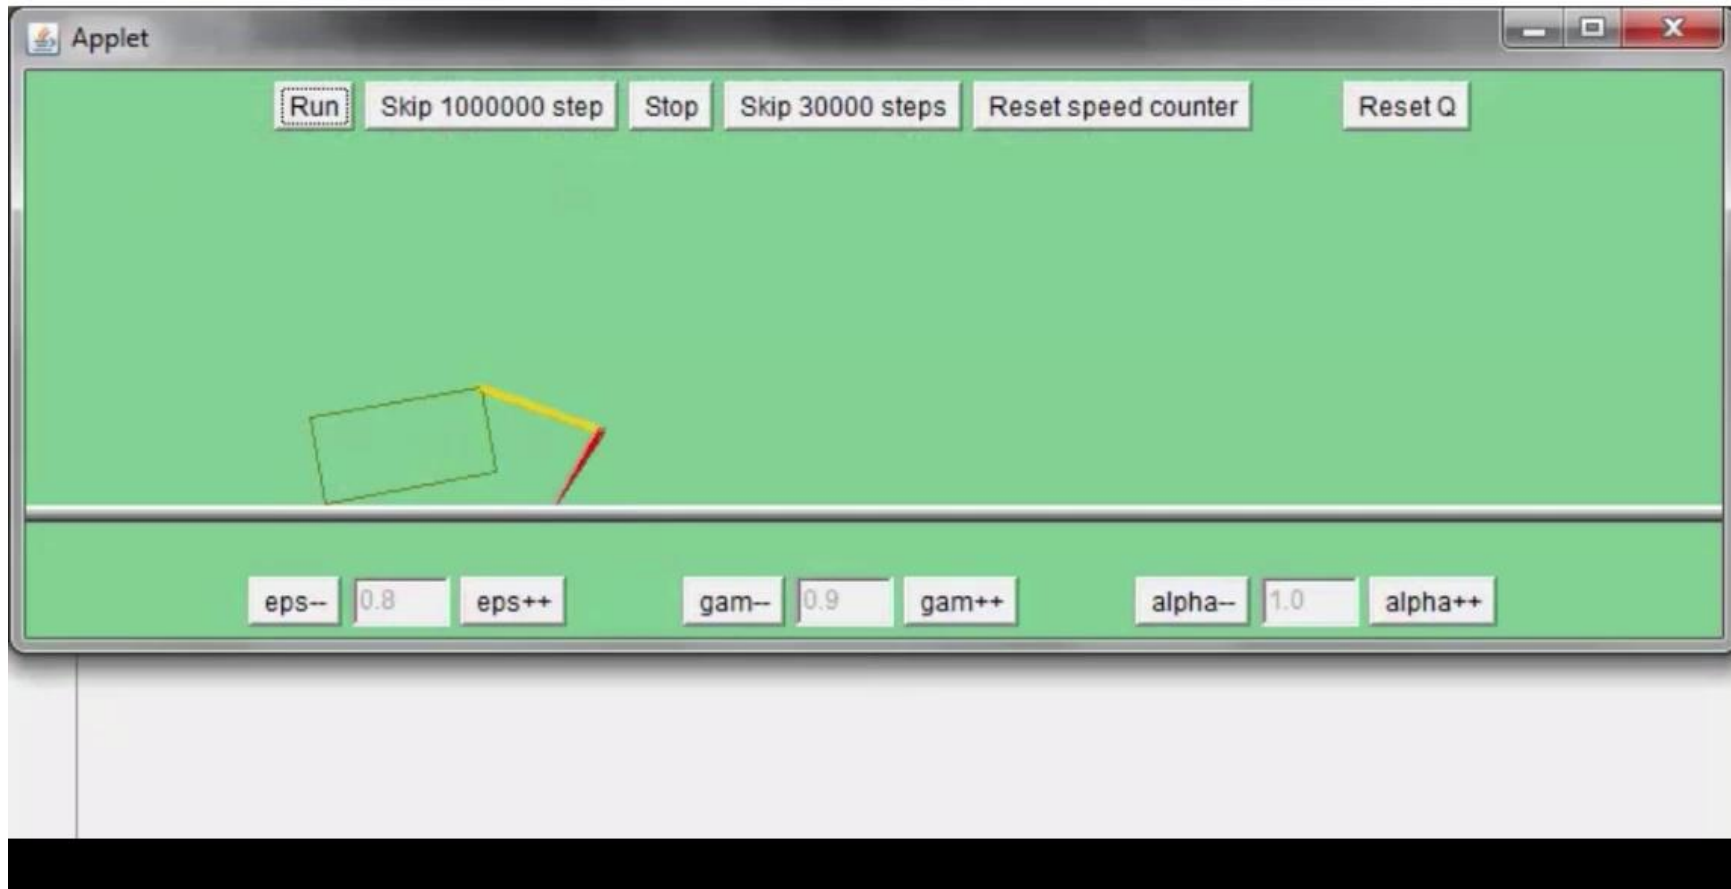 Applet
Run Skip 1000000 step Stop Skip 30000 steps Reset speed counter Reset Q
eps-- 0.8 eps++ gam-- 0.9 gam++ alpha-- 1.0 alpha++